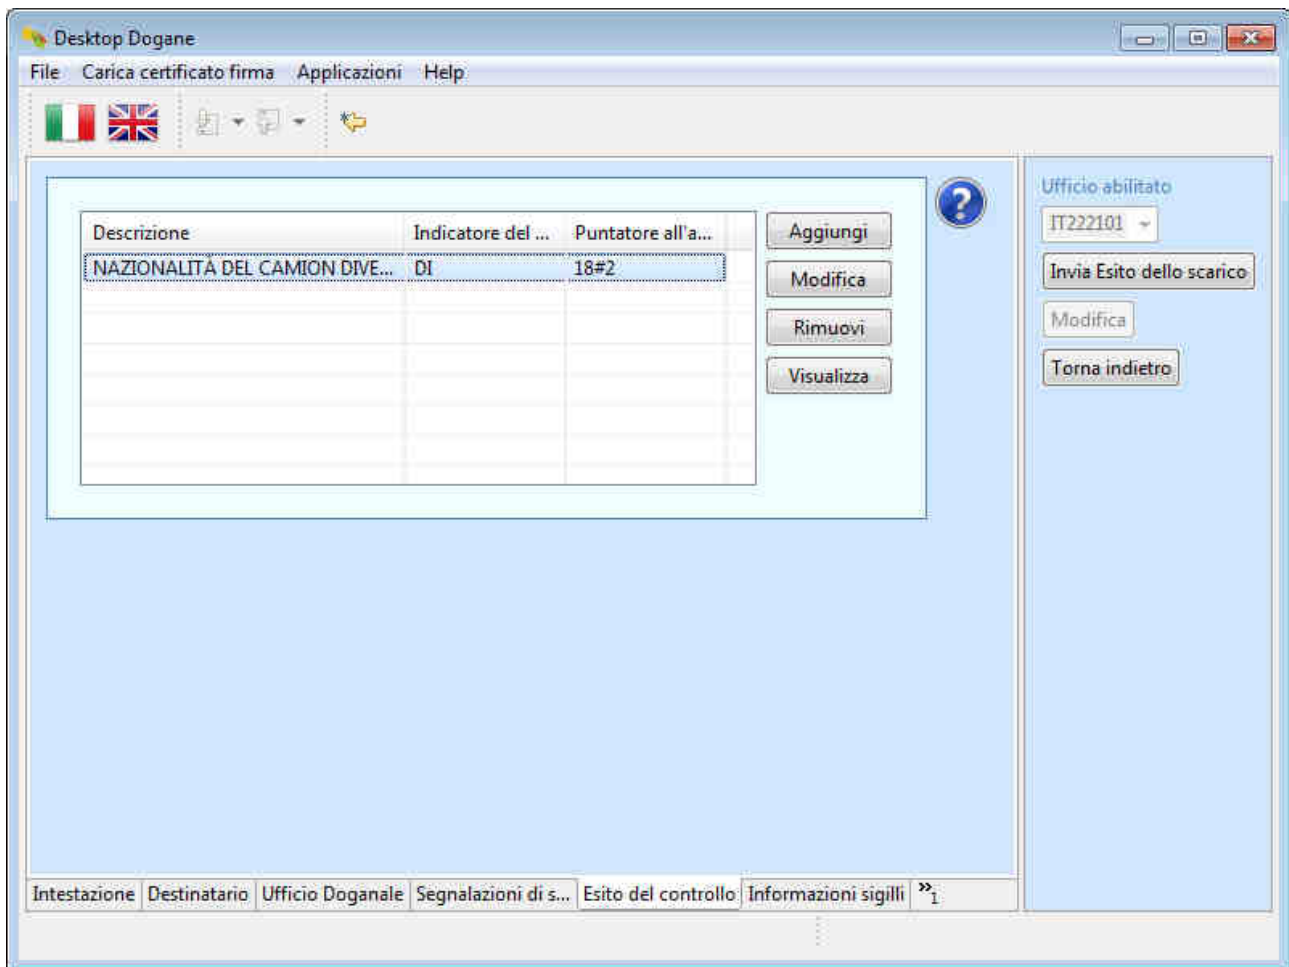 Desktop Dogane
File Carica certificato firma Applicazioni Help
Ufficio abilitato
IT222101
Invia Esito dello scarico
Modifica
Torna indietro
Descrizione Indicatore del ... Puntatore all'a...
NAZIONALITÀ DEL CAMION DIVE... DI 18#2
Aggiungi
Modifica
Rimuovi
Visualizza
?
Intestazione Destinatario Ufficio Doganale Segnalazioni di s... Esito del controllo Informazioni sigilli »1